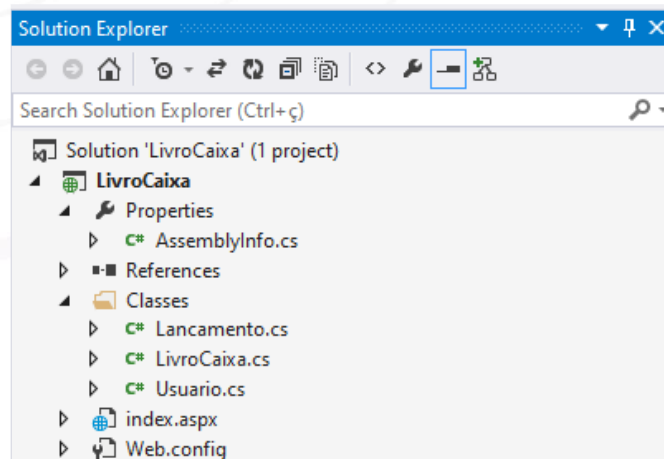 Solution Explorer
Search Solution Explorer (Ctrl+ç)
Solution 'LivroCaixa' (1 project)
LivroCaixa
Properties
C# AssemblyInfo.cs
References
Classes
C# Lancamento.cs
C# LivroCaixa.cs
C# Usuario.cs
index.aspx
Web.config